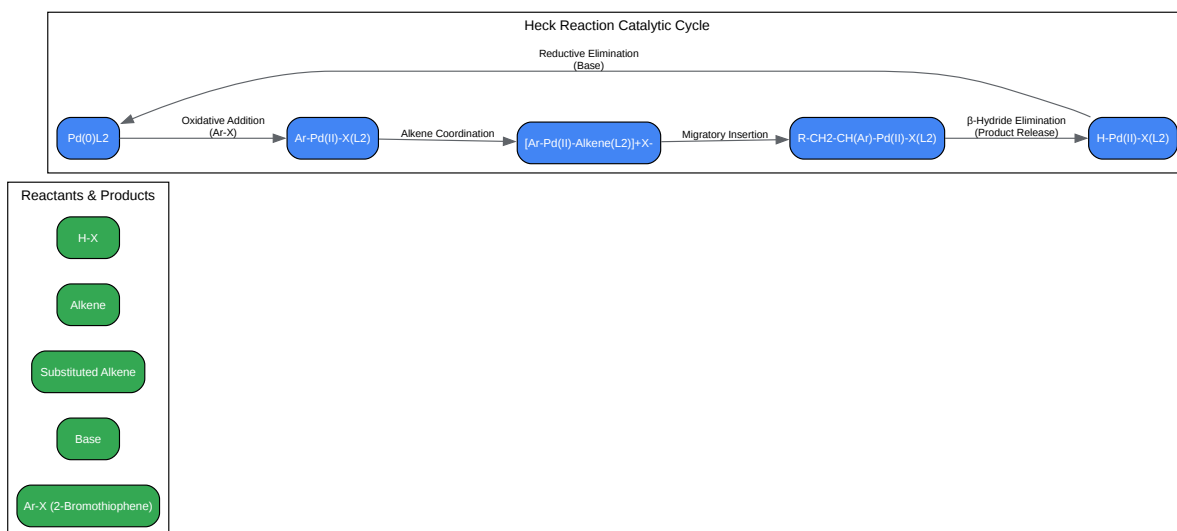 Heck Reaction Catalytic Cycle
Reductive Elimination
(Base)
Pd(0)L2
Oxidative Addition
(Ar-X)
Ar-Pd(II)-X(L2)
Alkene Coordination
[Ar-Pd(II)-Alkene(L2)]+X-
Migratory Insertion
R-CH2-CH(Ar)-Pd(II)-X(L2)
β-Hydride Elimination
(Product Release)
H-Pd(II)-X(L2)
Reactants & Products
H-X
Alkene
Substituted Alkene
Base
Ar-X (2-Bromothiophene)